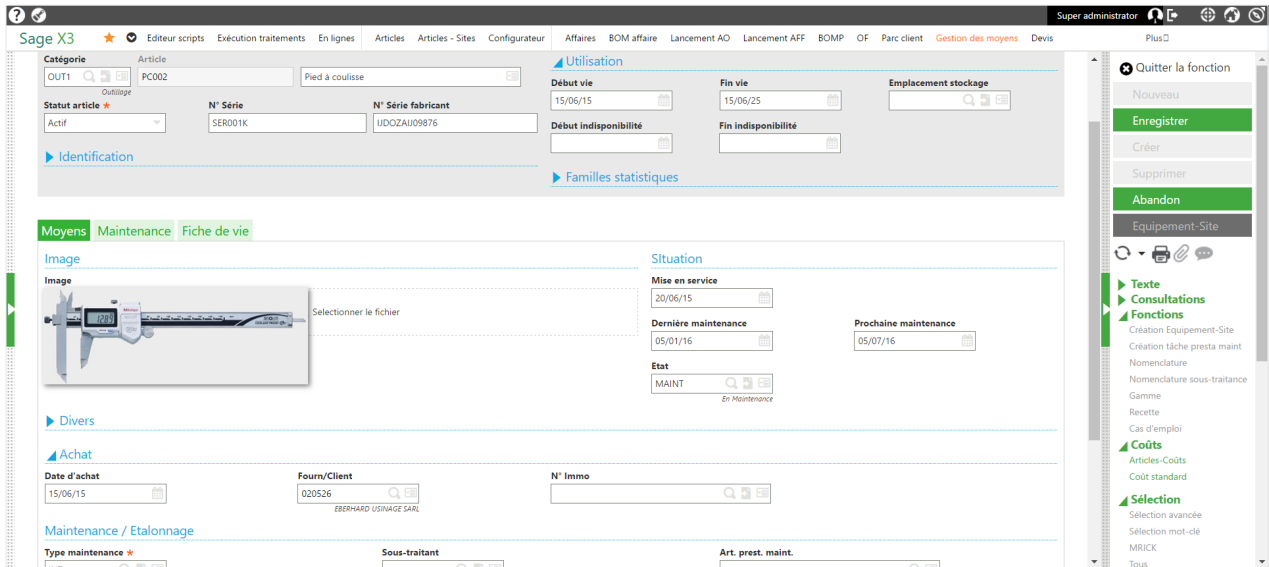 Super administrator
Sage X3
Editeur scripts Exécution traitements En lignes Articles Articles - Sites Configurateur Affaires BOM affaire Lancement AO Lancement AFF BOMP OF Parc client Gestion des moyens Devis Plus
Catégorie Article
OUT1 PC002 Pied à coulisse
Outillage
Statut article * N° Série N° Série fabricant
Actif SER001K IJDOZAIJ09876
Identification
Utilisation
Début vie Fin vie Emplacement stockage
15/06/15 15/06/25
Début indisponibilité Fin indisponibilité
Familles statistiques
Moyens Maintenance Fiche de vie
Image
Image
Selectionner le fichier
SItuation
Mise en service
20/06/15
Derniére maintenance Prochaine maintenance
05/01/16 05/07/16
Etat
MAINT
En Maintenance
Divers
Achat
Date d'achat Fourn/Client N° Immo
15/06/15 020526
EBERHARD USINAGE SARL
Maintenance / Etalonnage
Type maintenance * Sous-traitant Art. prest. maint.
Quitter la fonction
Nouveau
Enregistrer
Créer
Supprimer
Abandon
Equipement-Site
Texte
Consultations
Fonctions
Création Equipement-Site
Création tâche presta maint
Nomenclature
Nomenclature sous-traitance
Gamme
Recette
Cas d'emploi
Coûts
Articles-Coûts
Coût standard
Sélection
Sélection avancée
Sélection mot-clé
MRICK
Tous